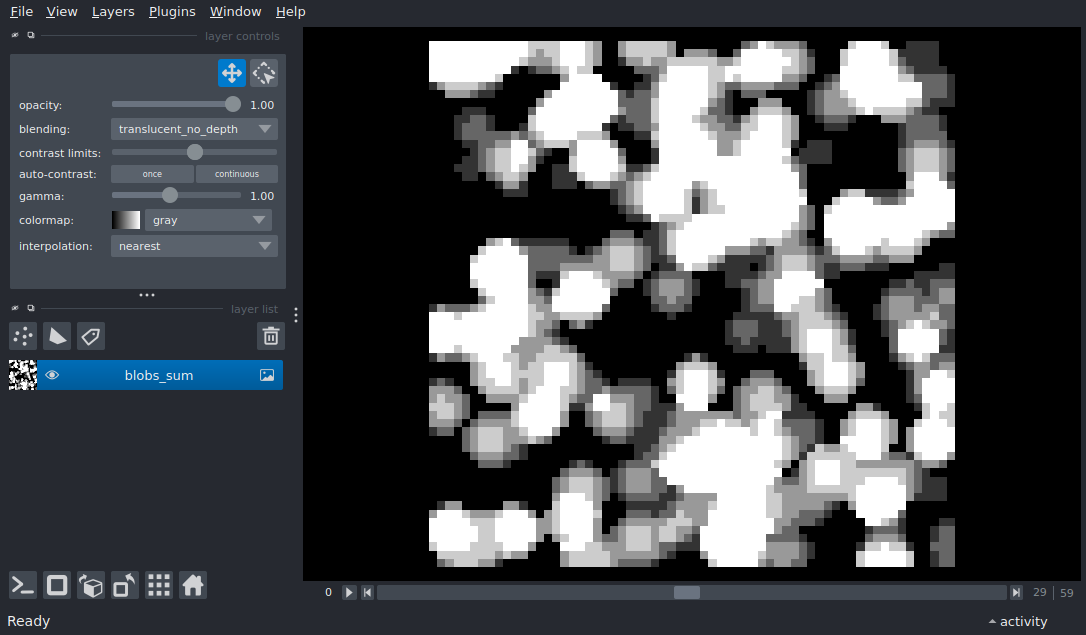 File View Layers Plugins Window Help
layer controls
opacity: 1.00
blending: translucent_no_depth
contrast limits:
auto-contrast: once continuous
gamma: 1.00
colormap: gray
interpolation: nearest
layer list
blobs_sum
0 29 59
Ready activity